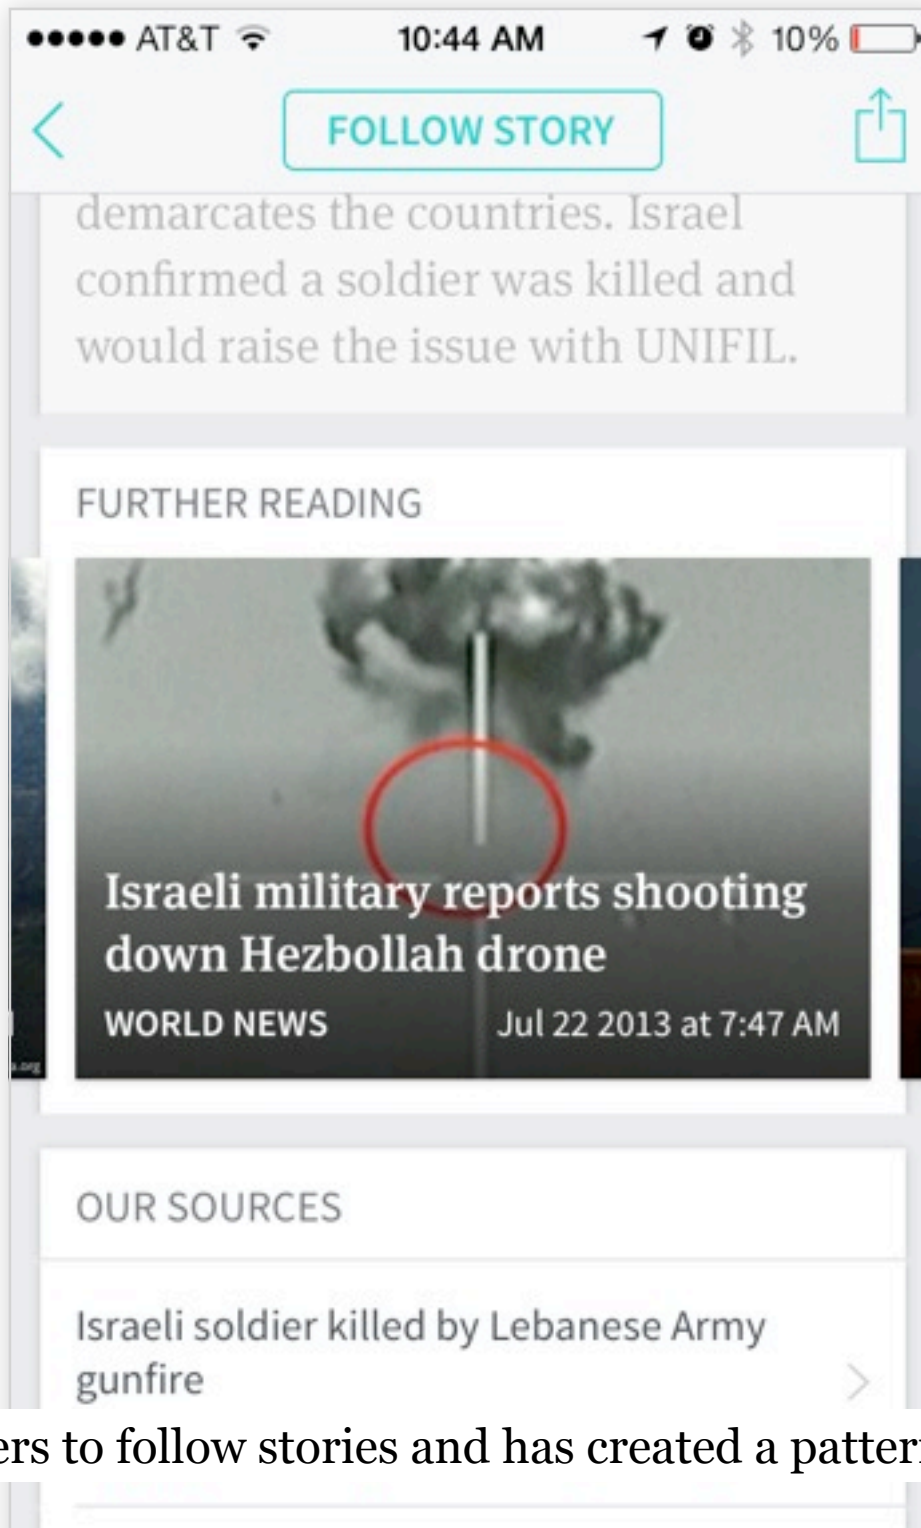 AT&T 10:44 AM 10%
FOLLOW STORY
demarcates the countries. Israel
confirmed a soldier was killed and
would raise the issue with UNIFIL.
FURTHER READING
Israeli military reports shooting
down Hezbollah drone
WORLD NEWS Jul 22 2013 at 7:47 AM
.org
OUR SOURCES
Israeli soldier killed by Lebanese Army
gunfire
ers to follow stories and has created a pattern